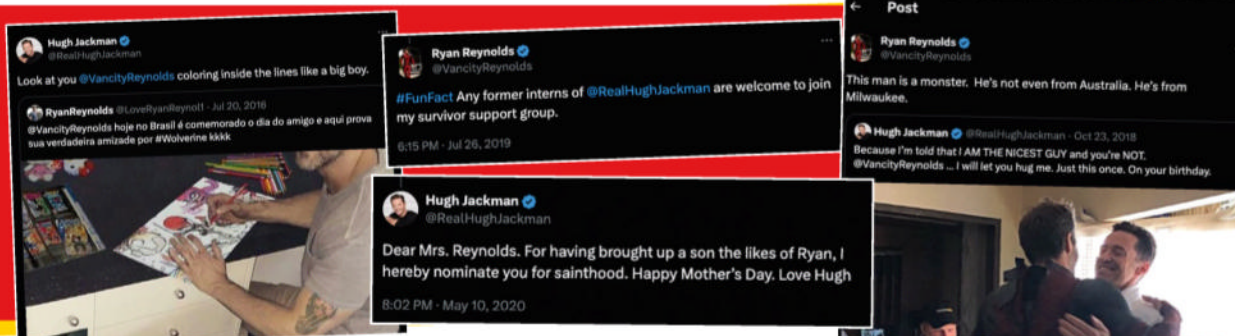 Hugh Jackman
@RealHughJackman
Look at you @VancityReynolds coloring inside the lines like a big boy.
RyanReynolds @LoveRyanReynol1 · Jul 20, 2016
@VancityReynolds hoje no Brasil é comemorado o dia do amigo e aqui prova
sua verdadeira amizade por #Wolverine kkkk
Ryan Reynolds
@VancityReynolds
#FunFact Any former interns of @RealHughJackman are welcome to join
my survivor support group.
6:15 PM · Jul 26, 2019
Hugh Jackman
@RealHughJackman
Dear Mrs. Reynolds. For having brought up a son the likes of Ryan, I
hereby nominate you for sainthood. Happy Mother's Day. Love Hugh
8:02 PM · May 10, 2020
Post
Ryan Reynolds
@VancityReynolds
This man is a monster. He's not even from Australia. He's from
Milwaukee.
Hugh Jackman @RealHughJackman · Oct 23, 2018
Because I'm told that I AM THE NICEST GUY and you're NOT.
@VancityReynolds ... I will let you hug me. Just this once. On your birthday.